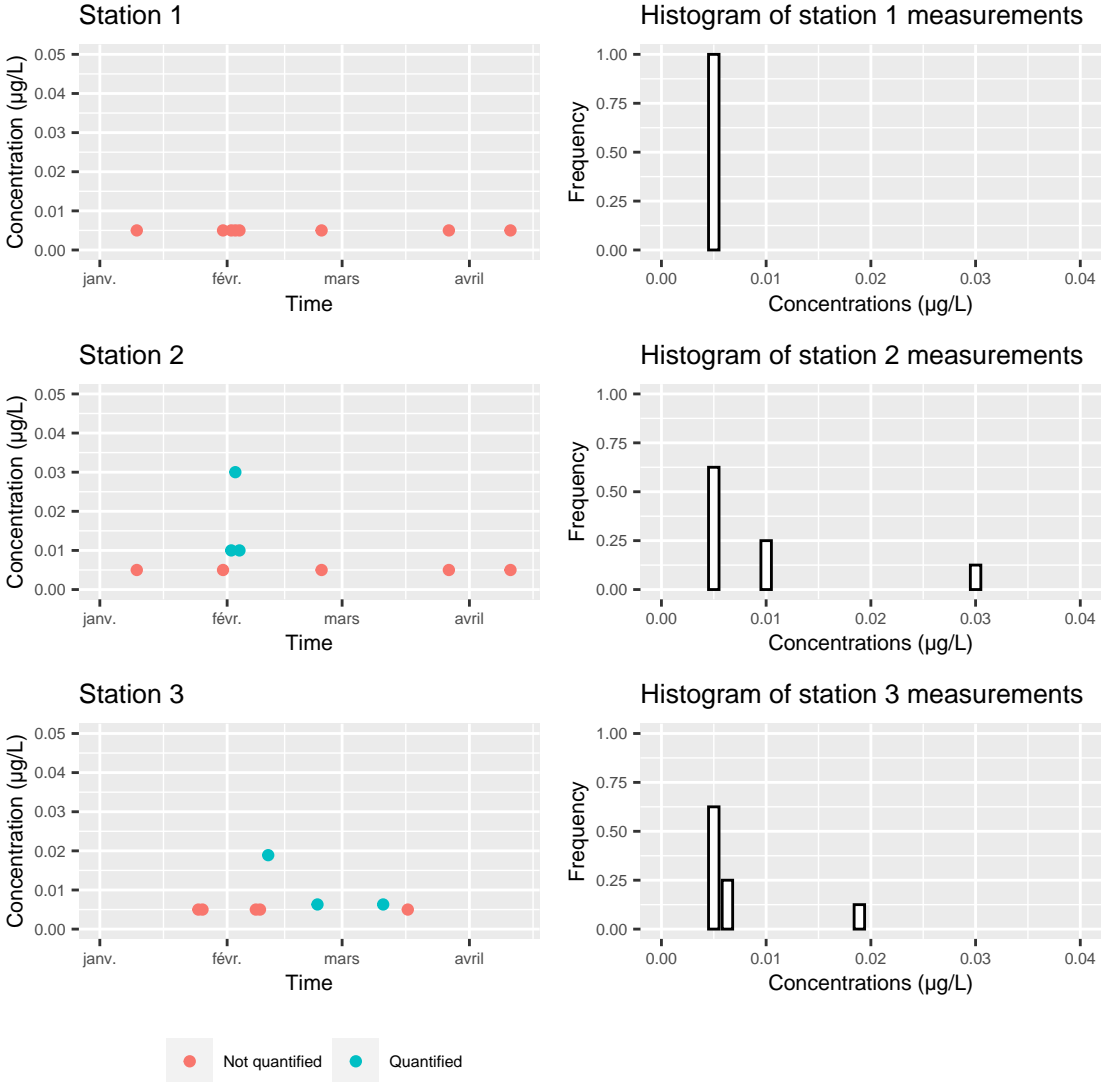 Station 1
Concentration (µg/L)
0.05
0.04
0.03
0.02
0.01
0.00
janv. févr. mars avril
Time
Histogram of station 1 measurements
Frequency
1.00
0.75
0.50
0.25
0.00
0.00 0.01 0.02 0.03 0.04
Concentrations (µg/L)
Station 2
Concentration (µg/L)
0.05
0.04
0.03
0.02
0.01
0.00
janv. févr. mars avril
Time
Histogram of station 2 measurements
Frequency
1.00
0.75
0.50
0.25
0.00
0.00 0.01 0.02 0.03 0.04
Concentrations (µg/L)
Station 3
Concentration (µg/L)
0.05
0.04
0.03
0.02
0.01
0.00
janv. févr. mars avril
Time
Histogram of station 3 measurements
Frequency
1.00
0.75
0.50
0.25
0.00
0.00 0.01 0.02 0.03 0.04
Concentrations (µg/L)
Not quantified Quantified